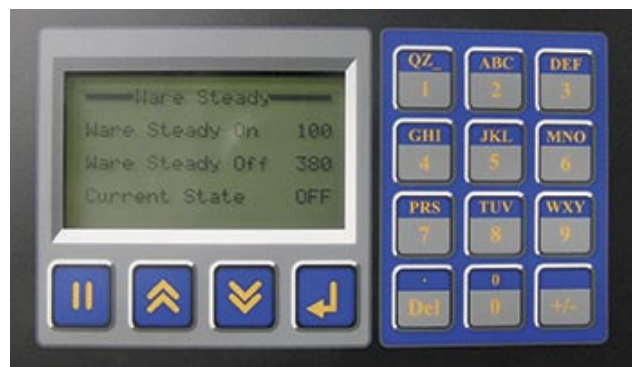 Ware Steady
Ware Steady On 100
Ware Steady Off 380
Current State OFF
QZ_ ABC DEF
1 2 3
GHI JKL MNO
4 5 6
PRS TUV WXY
7 8 9
. 0
Del 0 +/-